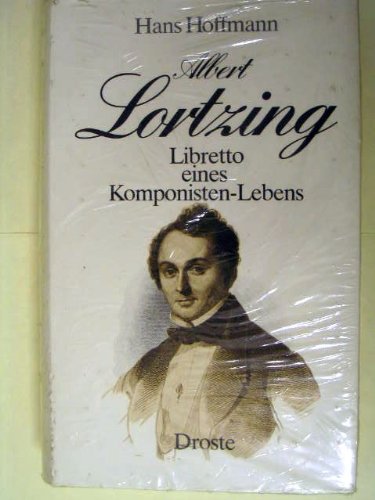 Hans Hoffmann
Albert
Lortzing
Libretto
eines
Komponisten-Lebens
Droste